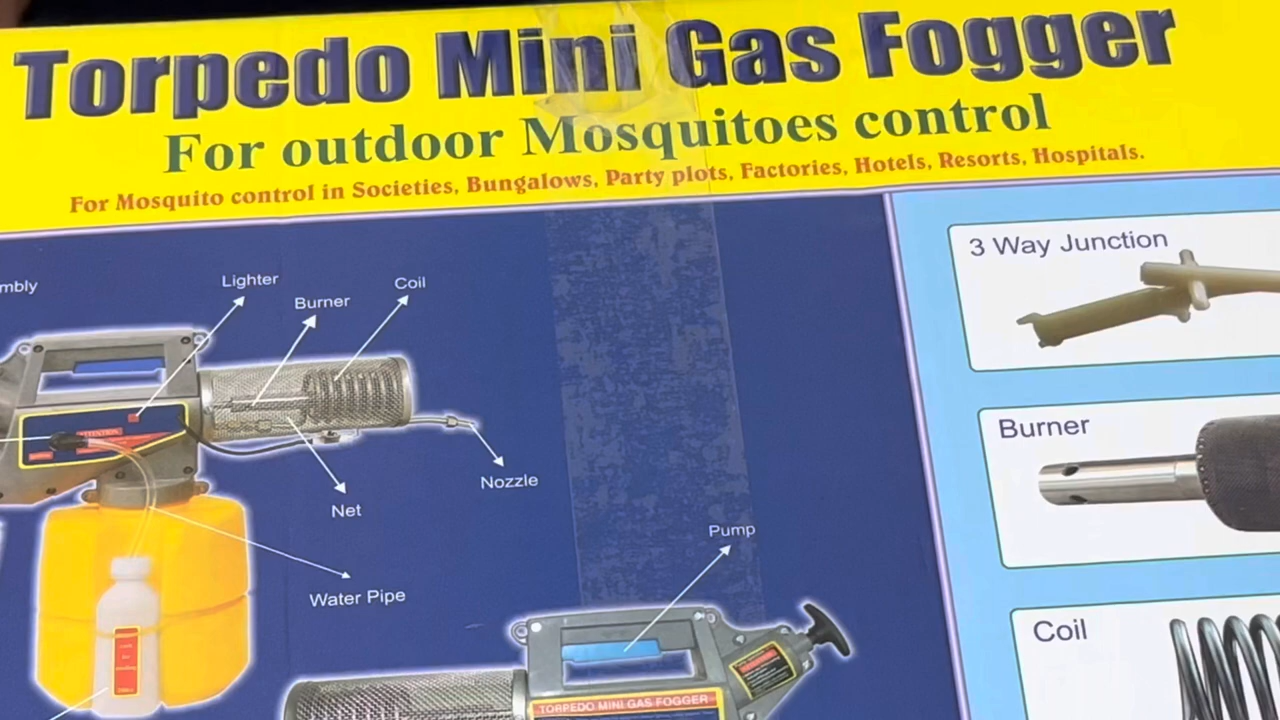 Torpedo Mini Gas Fogger
For outdoor Mosquitoes control
For Mosquito control in Societies, Bungalows, Party plots, Factories, Hotels, Resorts, Hospitals.
3 Way Junction
mbly
Lighter
Burner
Coil
ATTENTION
Nozzle
Net
Burner
Pump
Water Pipe
Coil
TORPEDO MINI GAS FOGGER